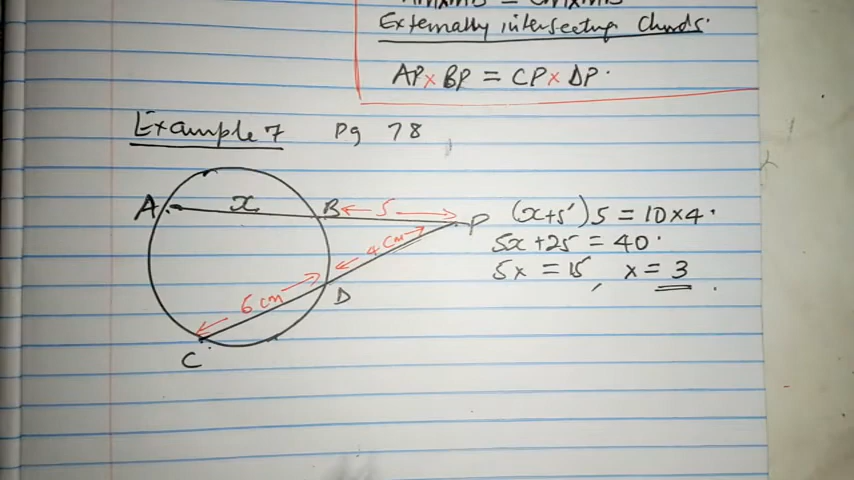 Externally intersecting Chords.
AP × BP = CP × DP.
Example 7 Pg 78
A x B 5 P
(x+5)5 = 10×4.
5x+25 = 40.
5x = 15, x = 3.
4cm
6cm
D
C